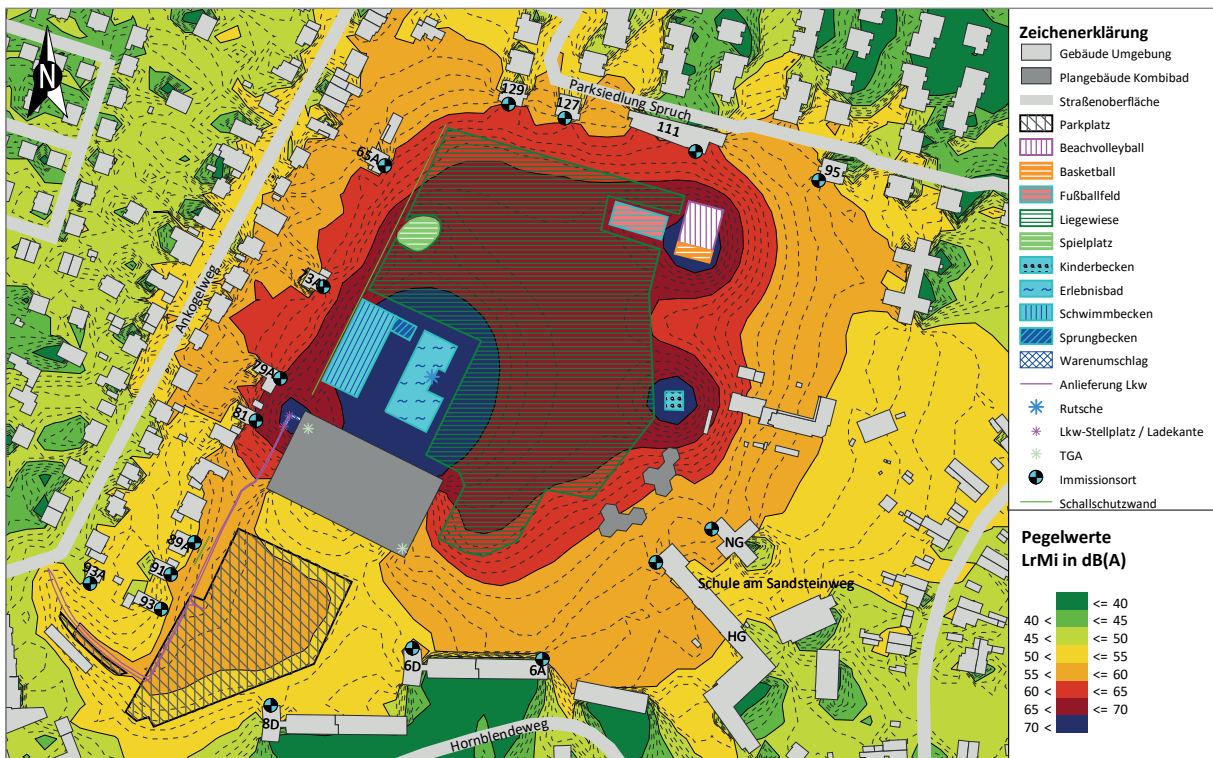 N
129
127
Parksiedlung Spruch
111
65A
95
Ankogelweg
73A
79A
81
89A
91
93A
93
NG
Schule am Sandsteinweg
HG
6D
6A
8D
Hornblendeweg
Zeichenerklärung
Gebäude Umgebung
Plangebäude Kombibad
Straßenoberfläche
Parkplatz
Beachvolleyball
Basketball
Fußballfeld
Liegewiese
Spielplatz
Kinderbecken
Erlebnisbad
Schwimmbecken
Sprungbecken
Warenumschlag
Anlieferung Lkw
Rutsche
Lkw-Stellplatz / Ladekante
TGA
Immissionsort
Schallschutzwand
Pegelwerte
LrMi in dB(A)
<= 40
40 < <= 45
45 < <= 50
50 < <= 55
55 < <= 60
60 < <= 65
65 < <= 70
70 <